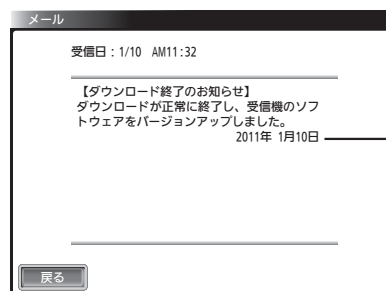 メール
受信日：1/10 AM11:32
【ダウンロード終了のお知らせ】
ダウンロードが正常に終了し、受信機のソフ
トウェアをバージョンアップしました。
2011年 1月10日
戻る